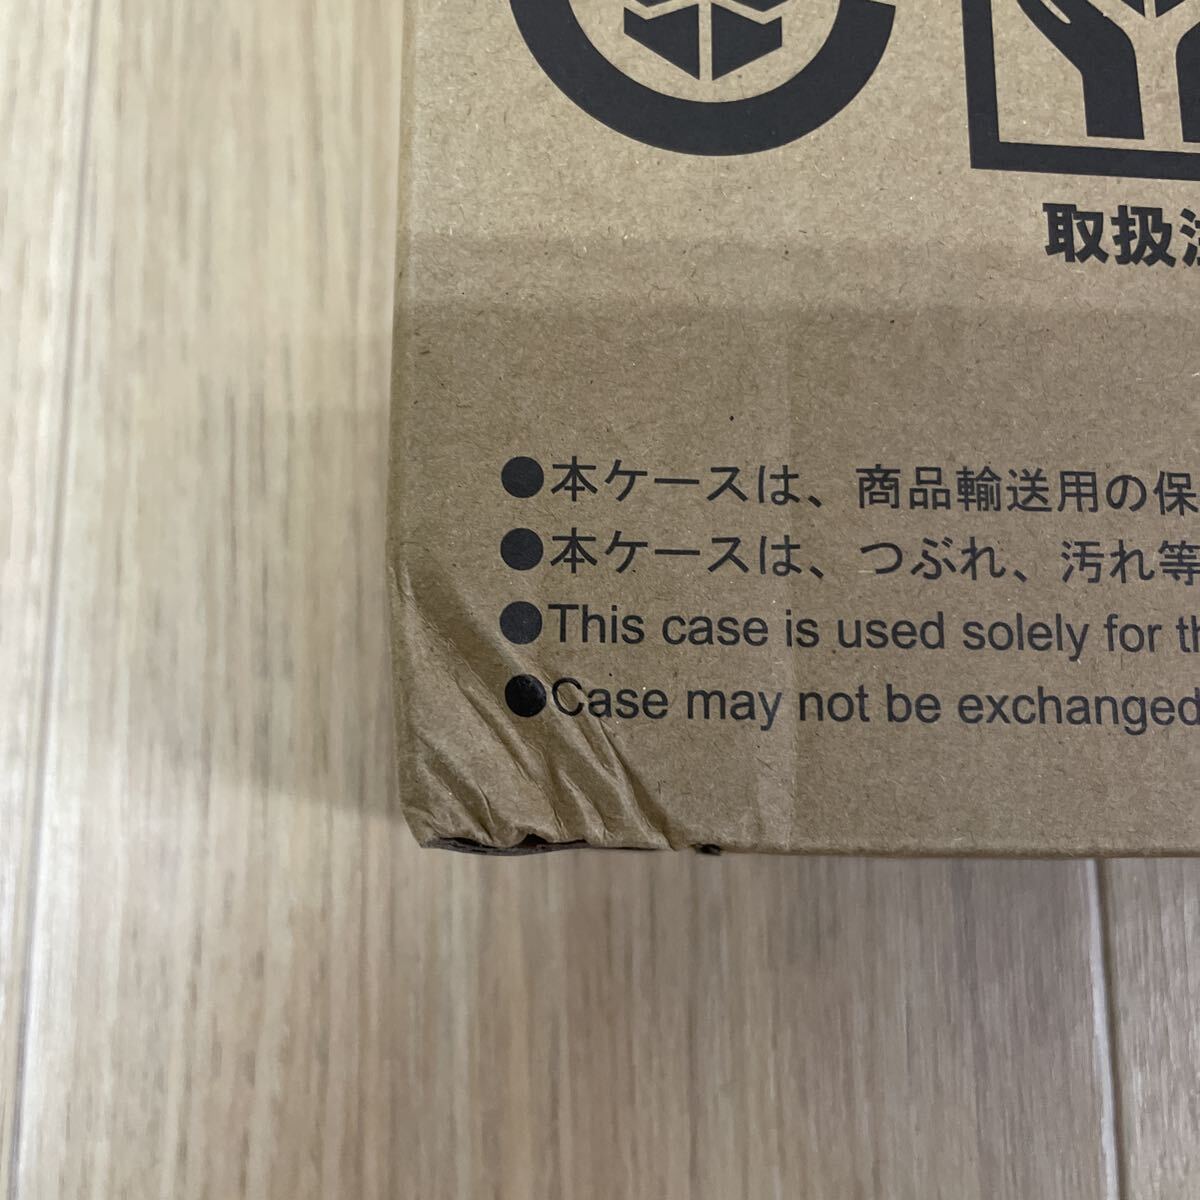 取扱注
●本ケースは、商品輸送用の保
●本ケースは、つぶれ、汚れ等
●This case is used solely for th
●Case may not be exchanged